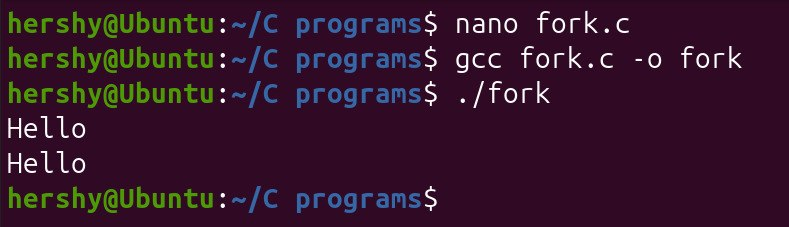 hershy@Ubuntu:~/C programs$ nano fork.c
hershy@Ubuntu:~/C programs$ gcc fork.c -o fork
hershy@Ubuntu:~/C programs$ ./fork
Hello
Hello
hershy@Ubuntu:~/C programs$